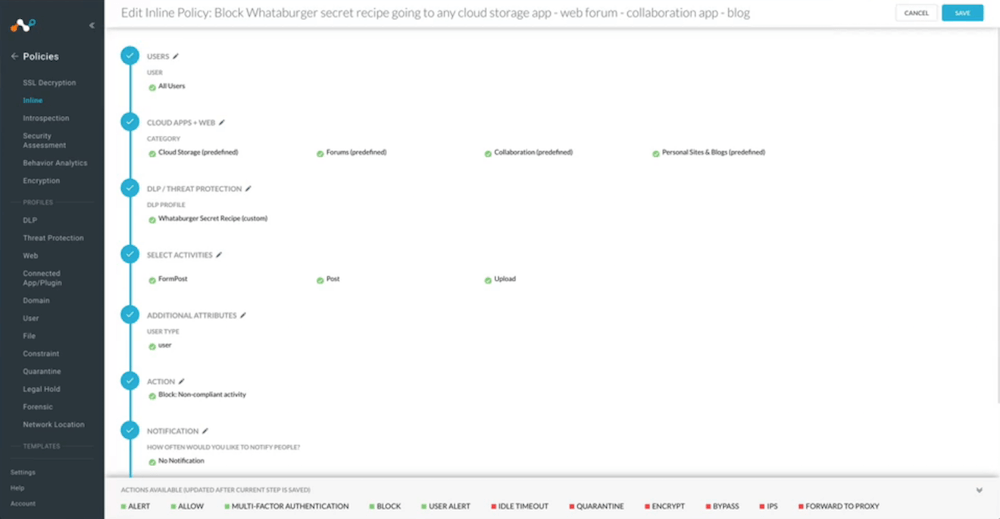 Edit Inline Policy: Block Whataburger secret recipe going to any cloud storage app - web forum - collaboration app - blog
CANCEL
SAVE
Policies
SSL Decryption
Inline
Introspection
Security
Assessment
Behavior Analytics
Encryption
PROFILES
DLP
Threat Protection
Web
Connected
App/Plugin
Domain
User
File
Constraint
Quarantine
Legal Hold
Forensic
Network Location
TEMPLATES
Settings
Help
Account
USERS
USER
All Users
CLOUD APPS + WEB
CATEGORY
Cloud Storage (predefined)
Forums (predefined)
Collaboration (predefined)
Personal Sites & Blogs (predefined)
DLP / THREAT PROTECTION
DLP PROFILE
Whataburger Secret Recipe (custom)
SELECT ACTIVITIES
FormPost
Post
Upload
ADDITIONAL ATTRIBUTES
USER TYPE
user
ACTION
Block: Non-compliant activity
NOTIFICATION
HOW OFTEN WOULD YOU LIKE TO NOTIFY PEOPLE?
No Notification
ACTIONS AVAILABLE (UPDATED AFTER CURRENT STEP IS SAVED):
ALERT
ALLOW
MULTI-FACTOR AUTHENTICATION
BLOCK
USER ALERT
IDLE TIMEOUT
QUARANTINE
ENCRYPT
BYPASS
IPS
FORWARD TO PROXY